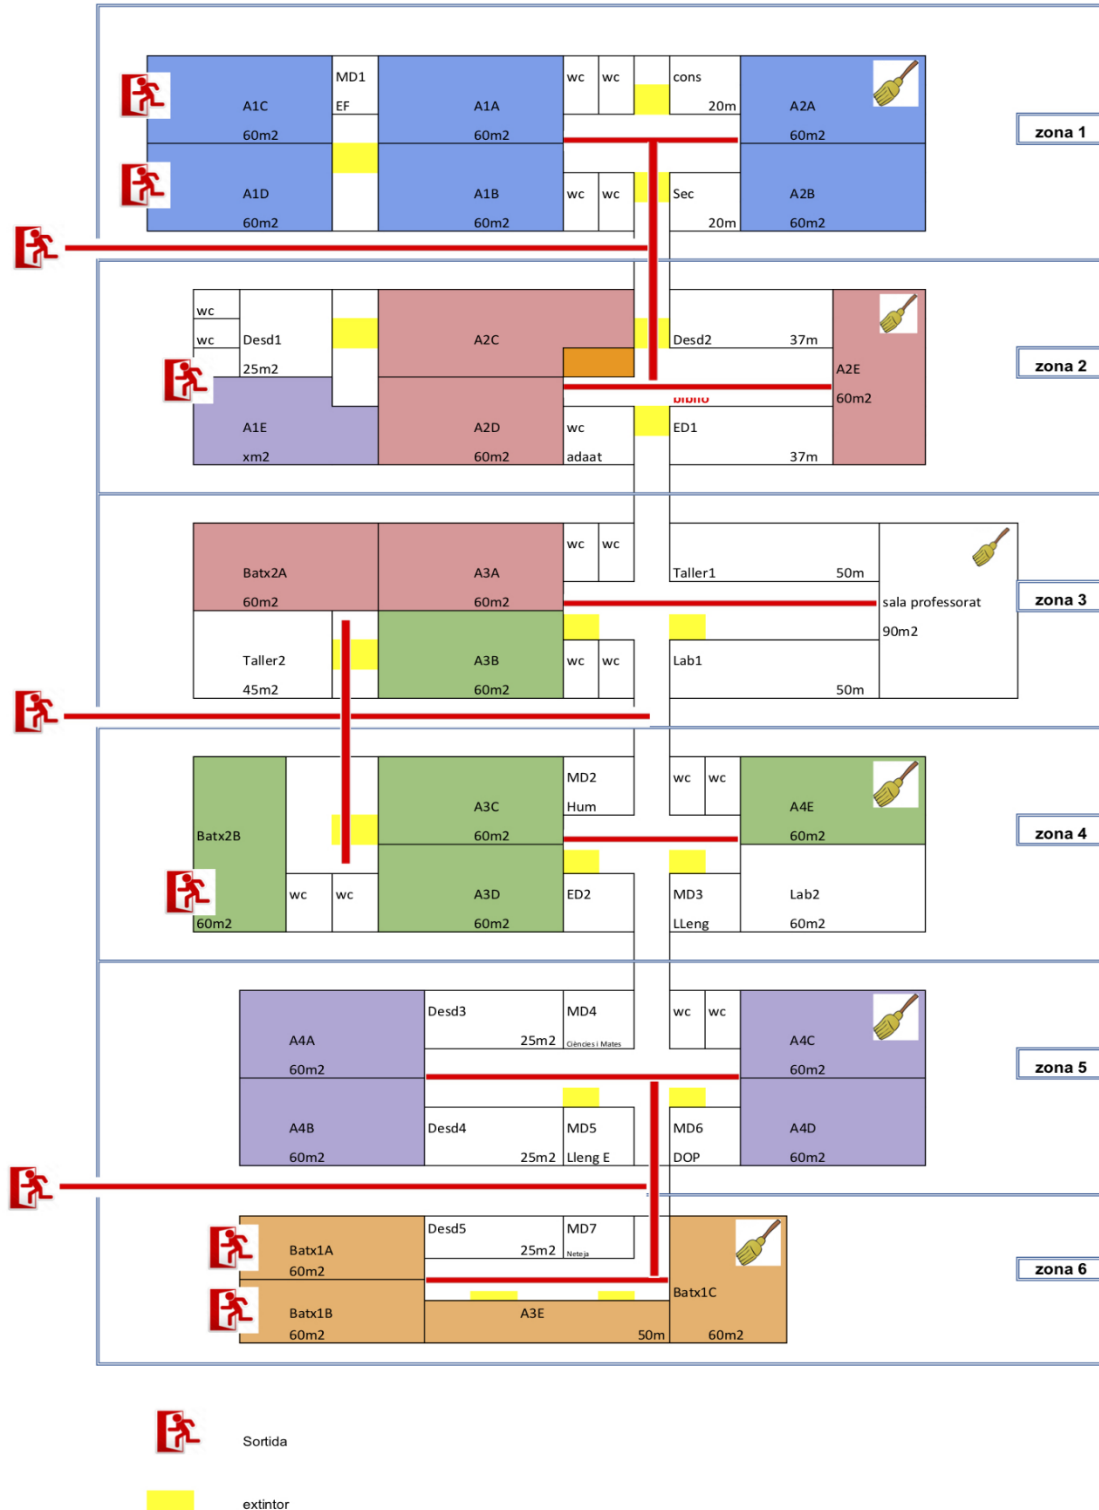 MD1
wc wc
cons
A1C
EF
A1A
20m
A2A
60m2
60m2
60m2
zona 1
A1D
A1B
wc wc
Sec
A2B
60m2
60m2
20m
60m2
wc
wc
Desd1
A2C
Desd2
37m
25m2
A2E
zona 2
biblio
60m2
A1E
A2D
wc
ED1
xm2
60m2
adaat
37m
wc wc
Batx2A
A3A
Taller1
50m
60m2
60m2
sala professorat
zona 3
90m2
Taller2
A3B
wc wc
Lab1
45m2
60m2
50m
MD2
wc wc
A3C
Hum
A4E
Batx2B
60m2
60m2
zona 4
wc wc
A3D
ED2
MD3
Lab2
60m2
60m2
LLeng
60m2
Desd3
MD4
wc wc
A4A
25m2
Ciències i Mates
A4C
60m2
60m2
zona 5
A4B
Desd4
MD5
MD6
A4D
60m2
25m2
Lleng E
DOP
60m2
Desd5
MD7
Batx1A
25m2
Neteja
60m2
zona 6
Batx1C
Batx1B
A3E
60m2
50m
60m2
Sortida
extintor